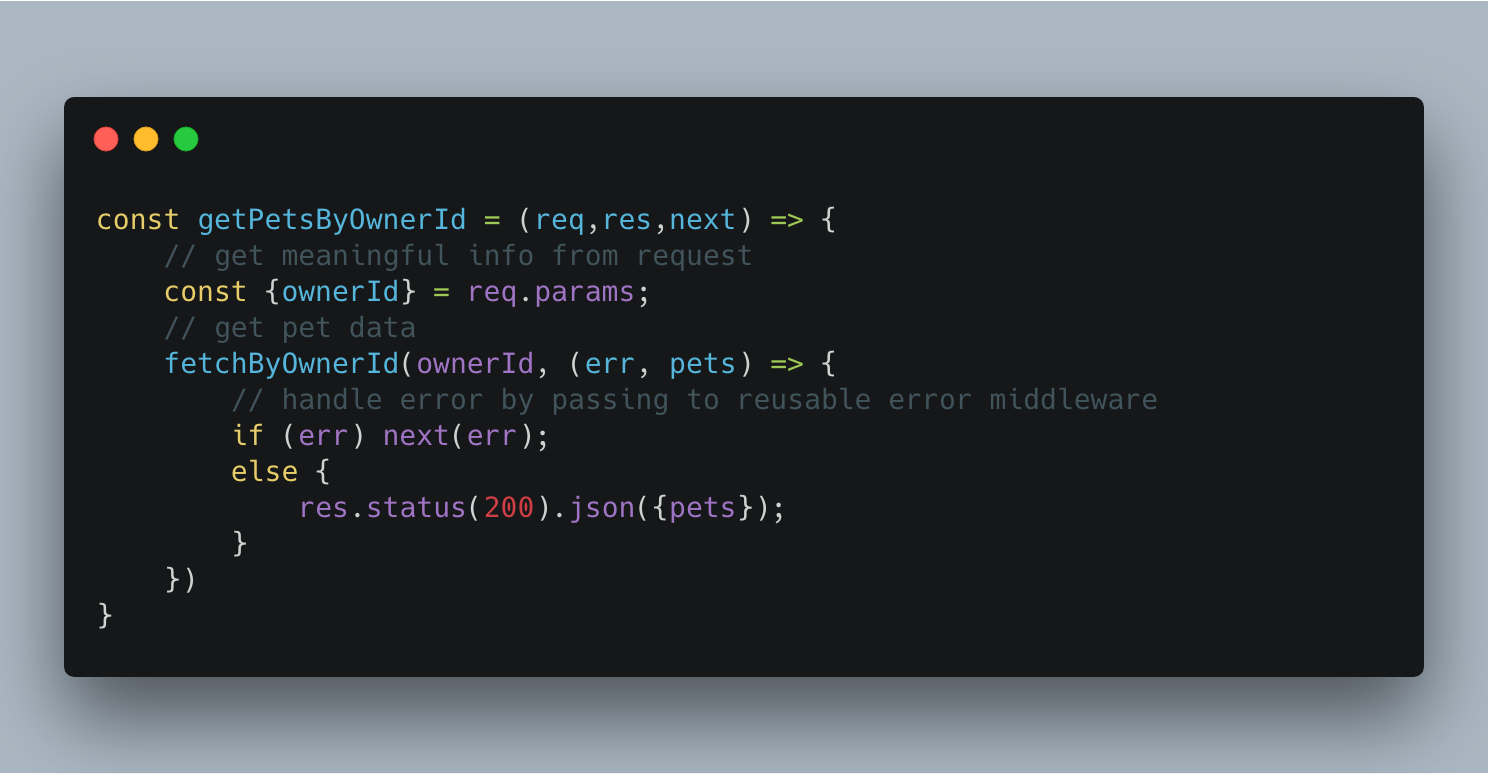 const getPetsByOwnerId = (req,res,next) => {
    // get meaningful info from request
    const {ownerId} = req.params;
    // get pet data
    fetchByOwnerId(ownerId, (err, pets) => {
        // handle error by passing to reusable error middleware
        if (err) next(err);
        else {
            res.status(200).json({pets});
        }
    })
}